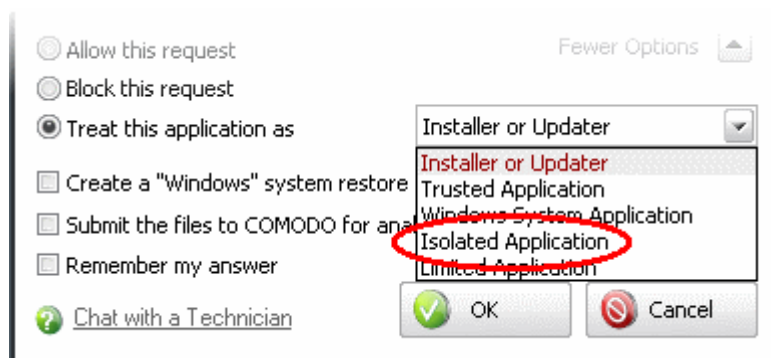 Allow this request
Fewer Options
Block this request
Treat this application as
Installer or Updater
Installer or Updater
Create a "Windows" system restore
Trusted Application
Windows System Application
Submit the files to COMODO for ana
Isolated Application
Remember my answer
Limited Application
Chat with a Technician
OK
Cancel